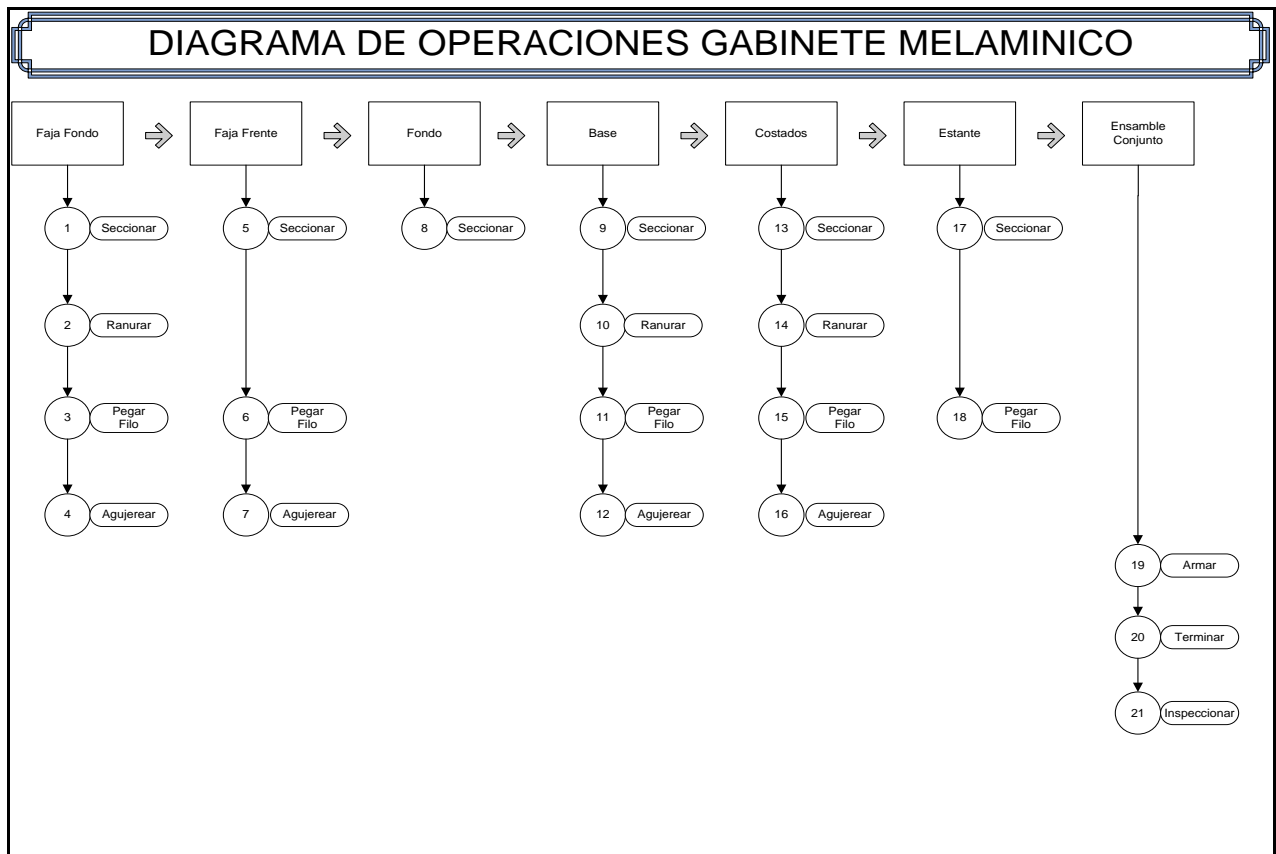 DIAGRAMA DE OPERACIONES GABINETE MELAMINICO
Faja Fondo
Faja Frente
Fondo
Base
Costados
Estante
Ensamble
Conjunto
1
Seccionar
5
Seccionar
8
Seccionar
9
Seccionar
13
Seccionar
17
Seccionar
2
Ranurar
10
Ranurar
14
Ranurar
3
Pegar
Filo
6
Pegar
Filo
11
Pegar
Filo
15
Pegar
Filo
18
Pegar
Filo
4
Agujerear
7
Agujerear
12
Agujerear
16
Agujerear
19
Armar
20
Terminar
21
Inspeccionar